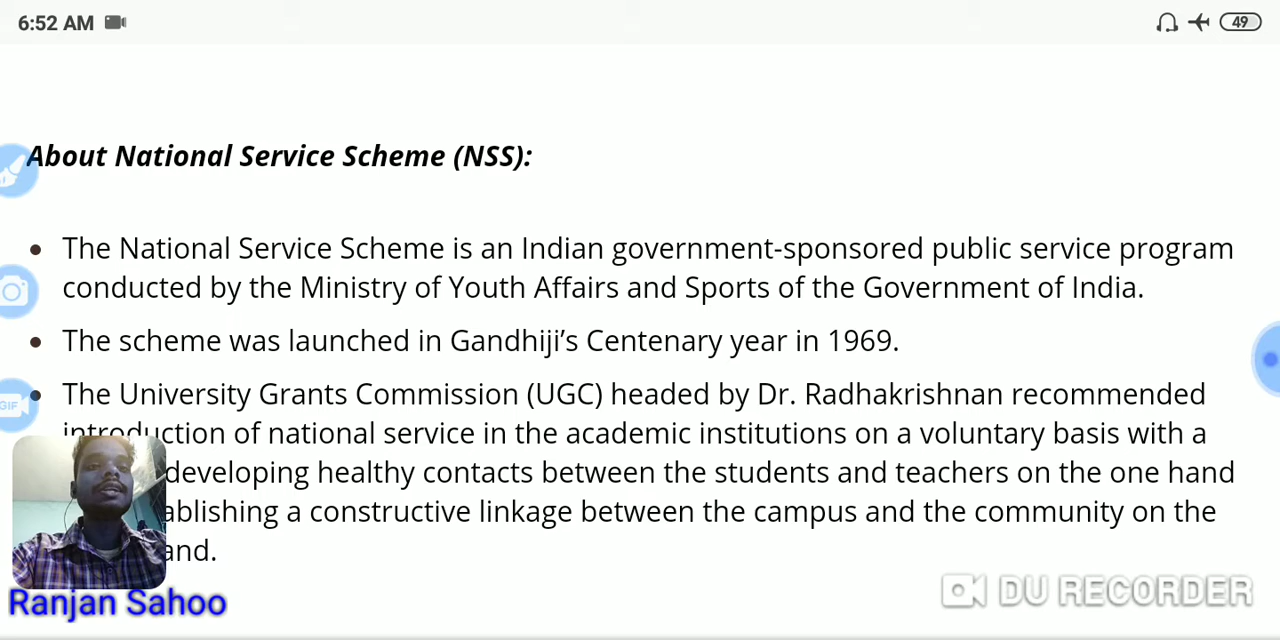 6:52 AM
49
About National Service Scheme (NSS):
The National Service Scheme is an Indian government-sponsored public service program
conducted by the Ministry of Youth Affairs and Sports of the Government of India.
The scheme was launched in Gandhiji’s Centenary year in 1969.
The University Grants Commission (UGC) headed by Dr. Radhakrishnan recommended
GIF
introduction of national service in the academic institutions on a voluntary basis with a
developing healthy contacts between the students and teachers on the one hand
ablishing a constructive linkage between the campus and the community on the
and.
Ranjan Sahoo
DU RECORDER